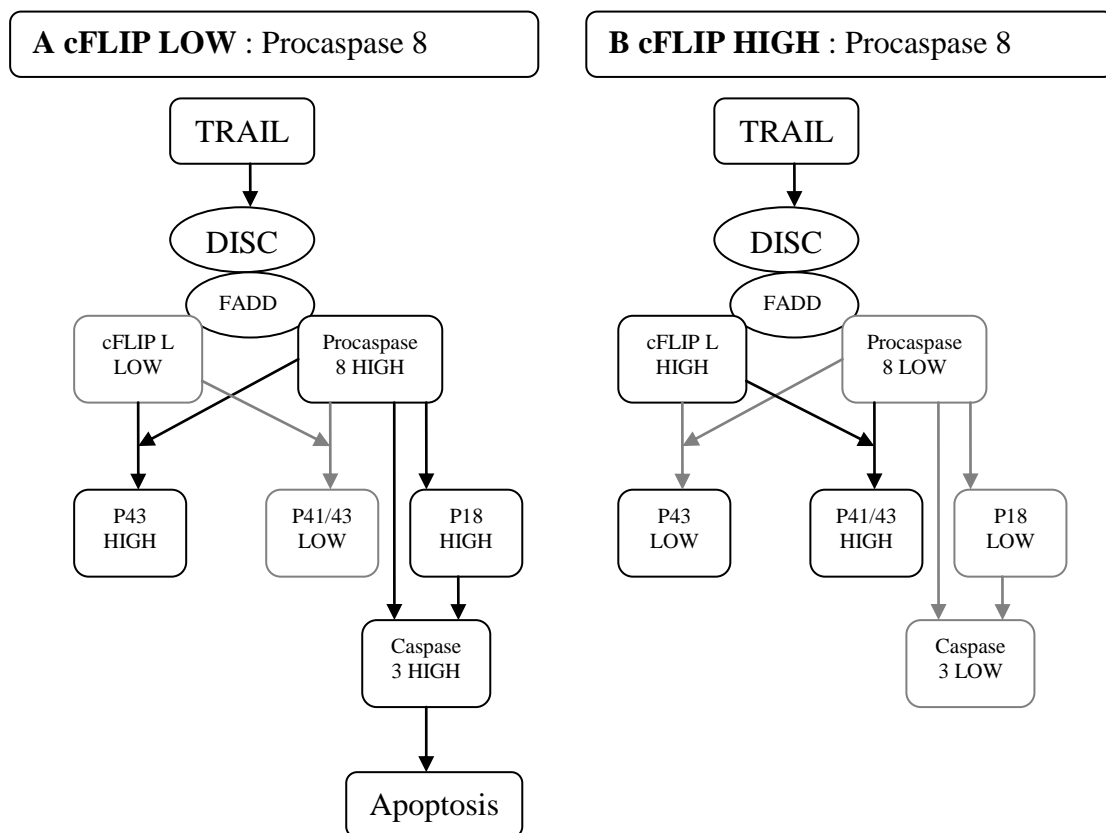 A cFLIP LOW : Procaspase 8
TRAIL
DISC
FADD
cFLIP L
LOW
Procaspase
8 HIGH
P43
HIGH
P41/43
LOW
P18
HIGH
Caspase
3 HIGH
Apoptosis
B cFLIP HIGH : Procaspase 8
TRAIL
DISC
FADD
cFLIP L
HIGH
Procaspase
8 LOW
P43
LOW
P41/43
HIGH
P18
LOW
Caspase
3 LOW